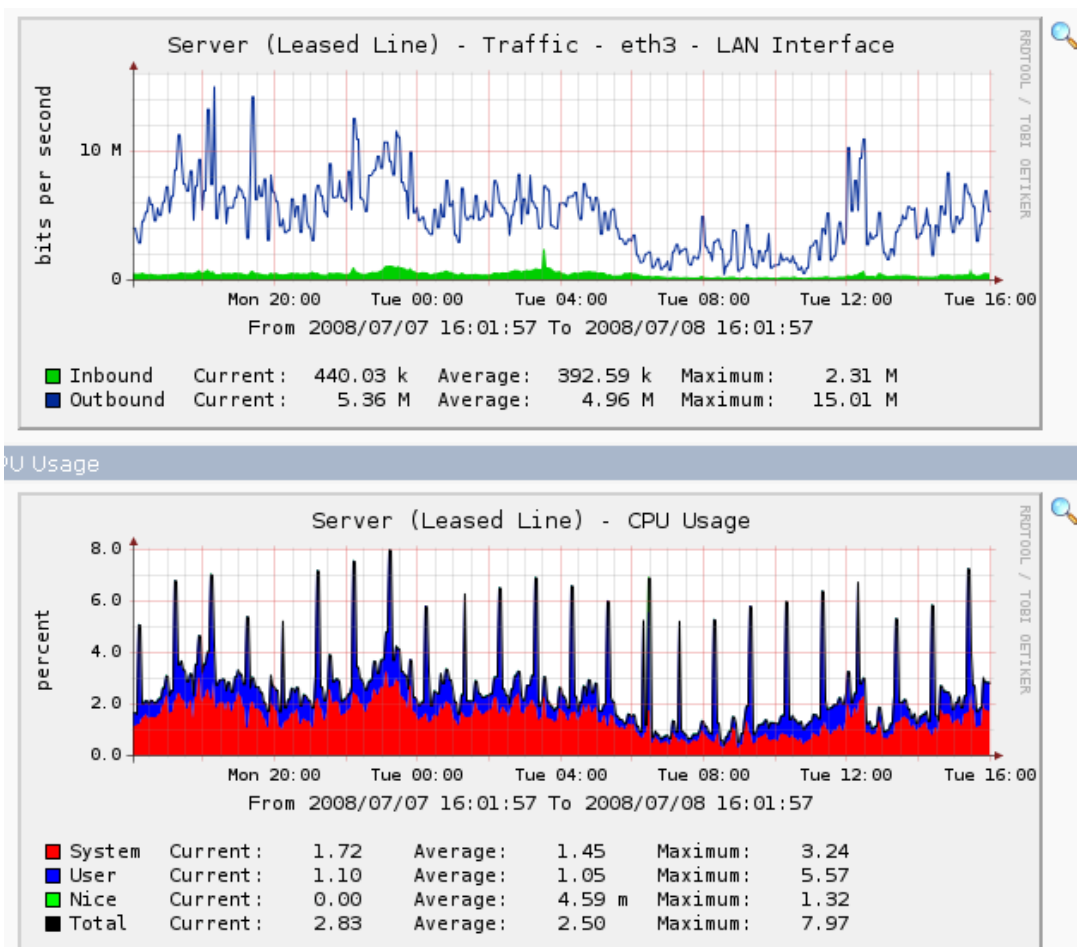 Server (Leased Line) - Traffic - eth3 - LAN Interface
RRDTOOL / TOBI OETIKER
bits per second
10 M
0
Mon 20:00 Tue 00:00 Tue 04:00 Tue 08:00 Tue 12:00 Tue 16:00
From 2008/07/07 16:01:57 To 2008/07/08 16:01:57
Inbound Current: 440.03 k Average: 392.59 k Maximum: 2.31 M
Outbound Current: 5.36 M Average: 4.96 M Maximum: 15.01 M
PU Usage
Server (Leased Line) - CPU Usage
RRDTOOL / TOBI OETIKER
percent
8.0
6.0
4.0
2.0
0.0
Mon 20:00 Tue 00:00 Tue 04:00 Tue 08:00 Tue 12:00 Tue 16:00
From 2008/07/07 16:01:57 To 2008/07/08 16:01:57
System Current: 1.72 Average: 1.45 Maximum: 3.24
User Current: 1.10 Average: 1.05 Maximum: 5.57
Nice Current: 0.00 Average: 4.59 m Maximum: 1.32
Total Current: 2.83 Average: 2.50 Maximum: 7.97